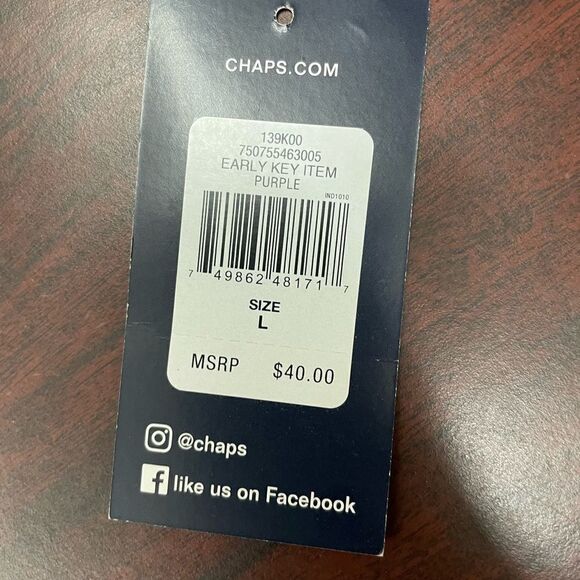 CHAPS.COM
139K00
750755463005
EARLY KEY ITEM
PURPLE
IND1010
7 49862 48171 7
SIZE
L
MSRP $40.00
@chaps
f like us on Facebook